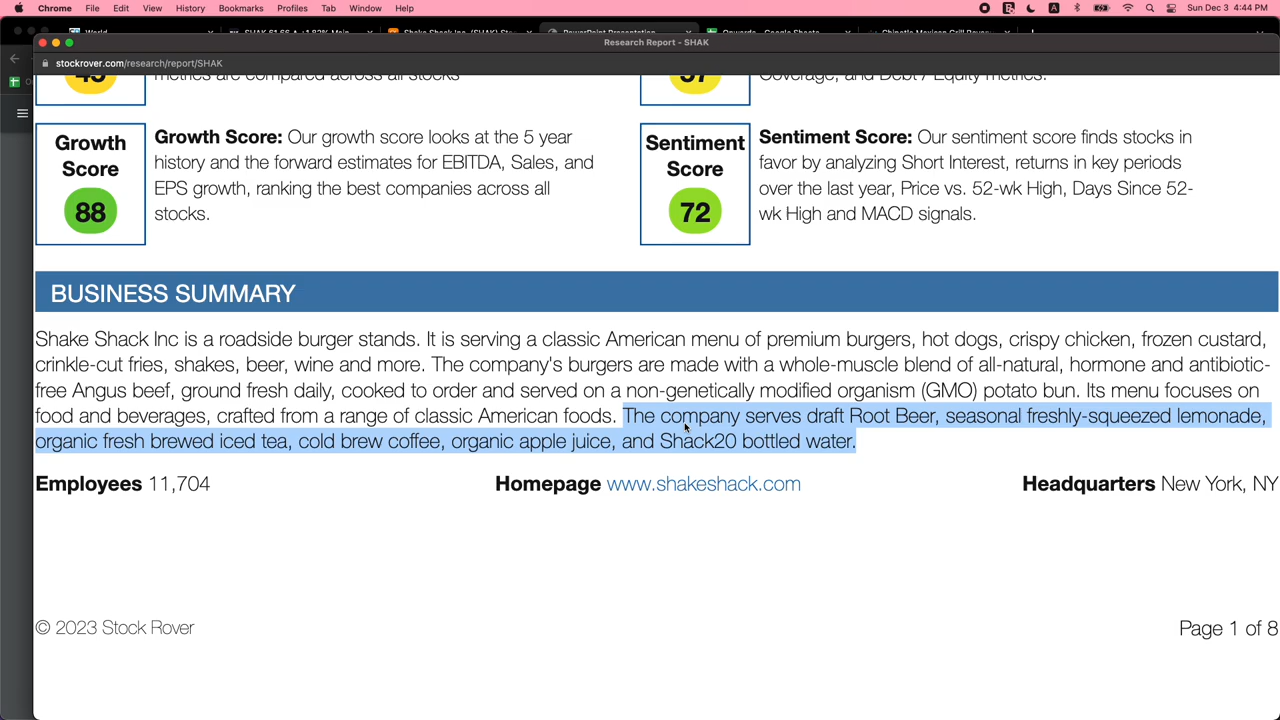 Chrome File Edit View History Bookmarks Profiles Tab Window Help Sun Dec 3 4:44 PM
Research Report - SHAK
stockrover.com/research/report/SHAK
metrics are compared across all stocks
Coverage, and Debt / Equity metrics.
Growth Score 88
Growth Score: Our growth score looks at the 5 year
history and the forward estimates for EBITDA, Sales, and
EPS growth, ranking the best companies across all
stocks.
Sentiment Score 72
Sentiment Score: Our sentiment score finds stocks in
favor by analyzing Short Interest, returns in key periods
over the last year, Price vs. 52-wk High, Days Since 52-
wk High and MACD signals.
BUSINESS SUMMARY
Shake Shack Inc is a roadside burger stands. It is serving a classic American menu of premium burgers, hot dogs, crispy chicken, frozen custard,
crinkle-cut fries, shakes, beer, wine and more. The company's burgers are made with a whole-muscle blend of all-natural, hormone and antibiotic-
free Angus beef, ground fresh daily, cooked to order and served on a non-genetically modified organism (GMO) potato bun. Its menu focuses on
food and beverages, crafted from a range of classic American foods. The company serves draft Root Beer, seasonal freshly-squeezed lemonade,
organic fresh brewed iced tea, cold brew coffee, organic apple juice, and Shack20 bottled water.
Employees 11,704 Homepage www.shakeshack.com Headquarters New York, NY
© 2023 Stock Rover Page 1 of 8